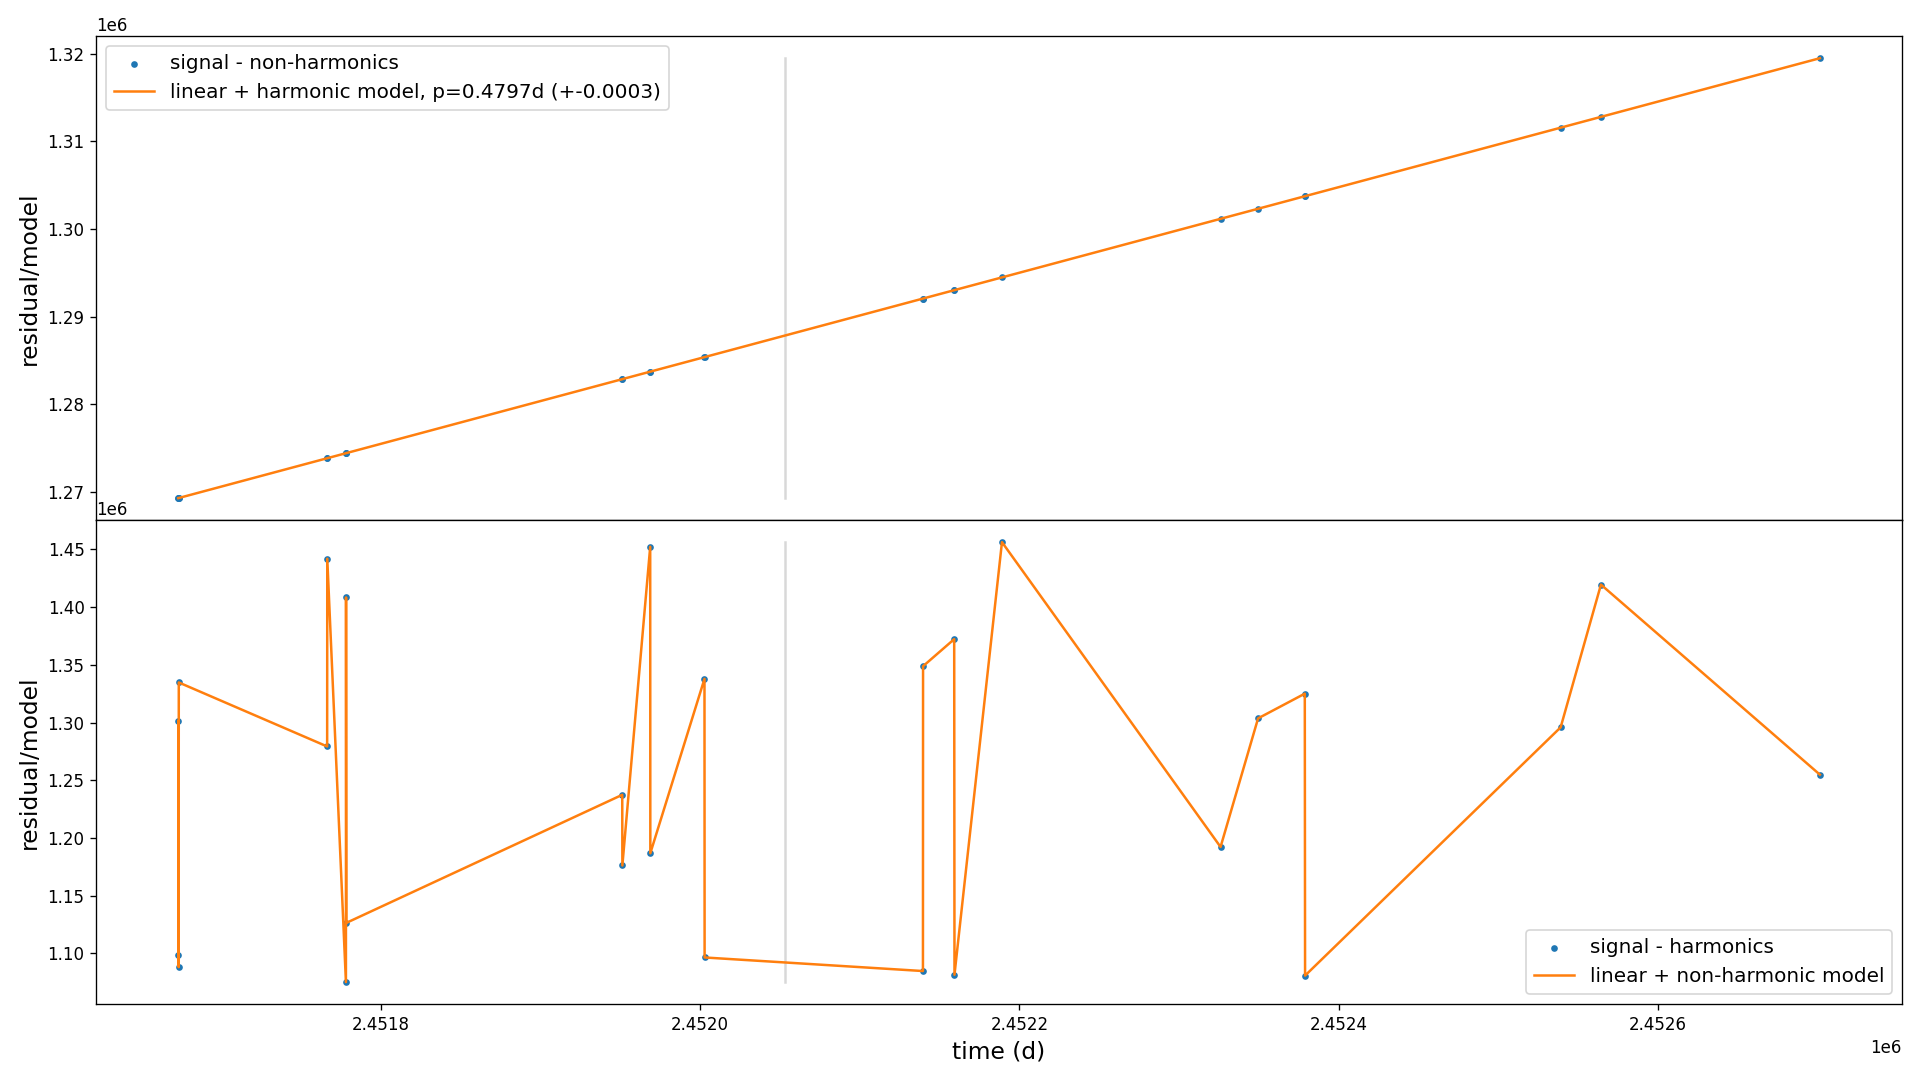 1e6
1.32
1.31
1.30
1.29
1.28
1.27
residual/model
signal - non-harmonics
linear + harmonic model, p=0.4797d (+-0.0003)
1e6
1.45
1.40
1.35
1.30
1.25
1.20
1.15
1.10
residual/model
signal - harmonics
linear + non-harmonic model
2.4518
2.4520
2.4522
2.4524
2.4526
1e6
time (d)